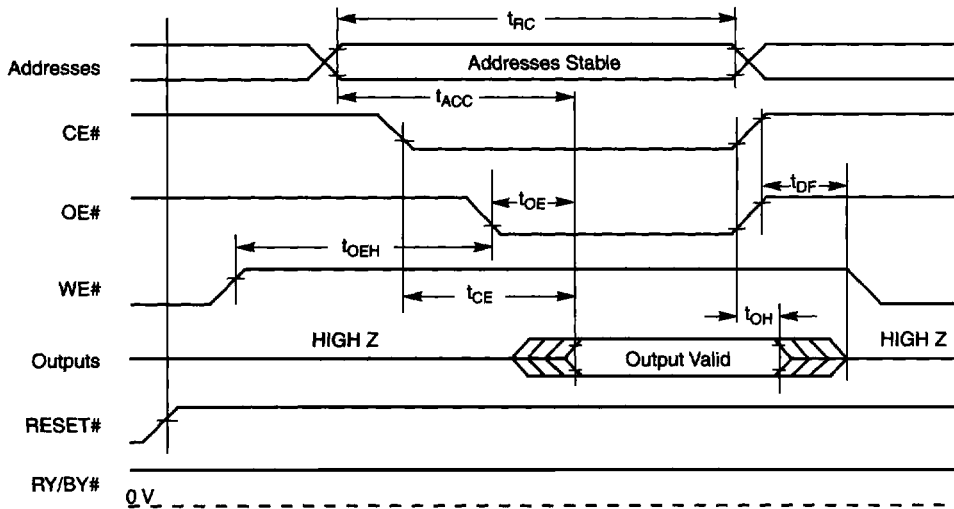 tRC
Addresses
Addresses Stable
tACC
CE#
tDF
OE#
tOE
tOEH
WE#
tCE
tOH
HIGH Z
HIGH Z
Outputs
Output Valid
RESET#
RY/BY#
0 V